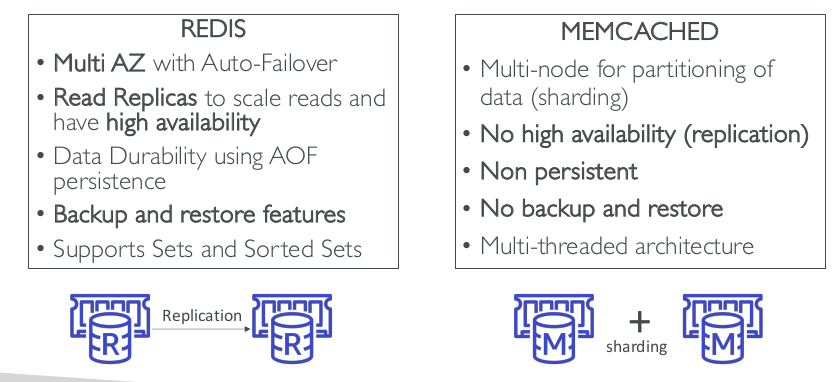 REDIS
• Multi AZ with Auto-Failover
• Read Replicas to scale reads and
have high availability
• Data Durability using AOF
persistence
• Backup and restore features
• Supports Sets and Sorted Sets
Replication
R
R
MEMCACHED
• Multi-node for partitioning of
data (sharding)
• No high availability (replication)
• Non persistent
• No backup and restore
• Multi-threaded architecture
M
+
sharding
M